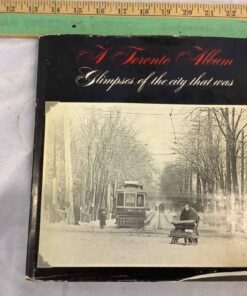 A Toronto Album
Glimpses of the city that was